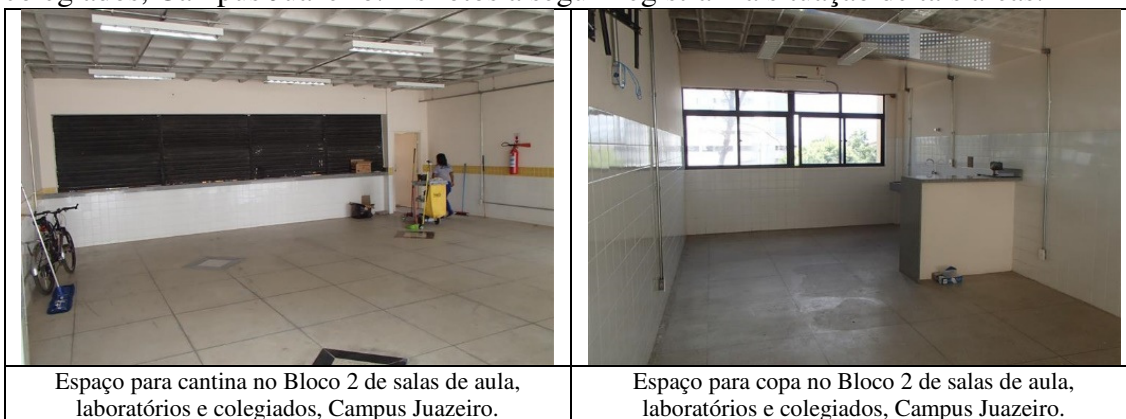 Espaço para cantina no Bloco 2 de salas de aula,
laboratórios e colegiados, Campus Juazeiro.
Espaço para copa no Bloco 2 de salas de aula,
laboratórios e colegiados, Campus Juazeiro.